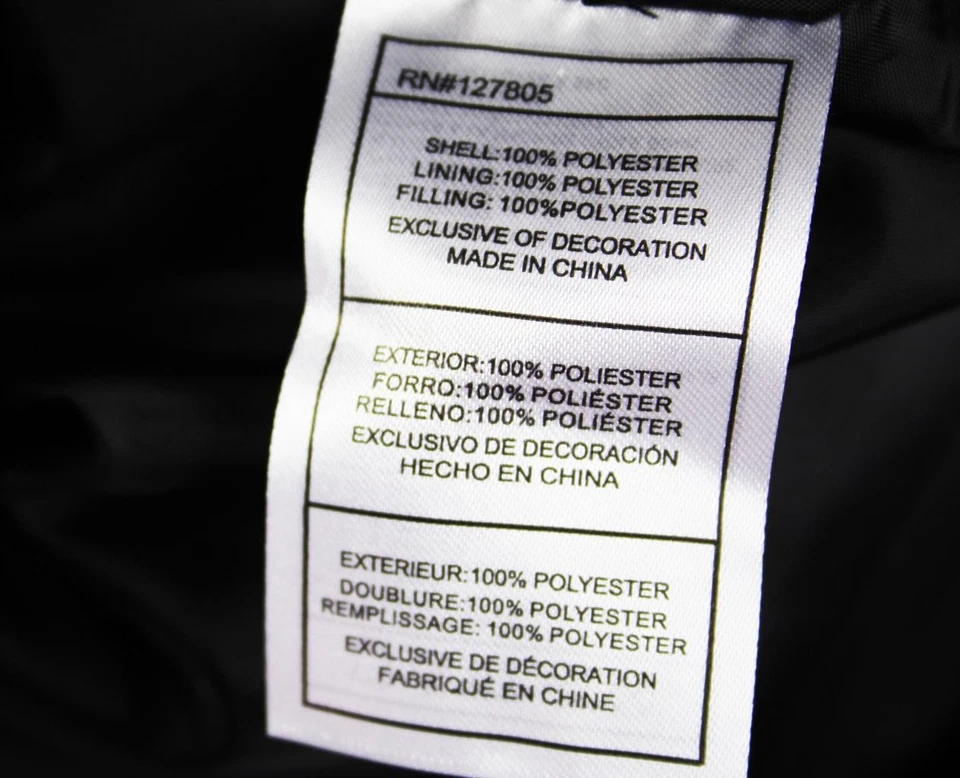 RN#127805
SHELL:100% POLYESTER
LINING:100% POLYESTER
FILLING: 100%POLYESTER
EXCLUSIVE OF DECORATION
MADE IN CHINA
EXTERIOR:100% POLIESTER
FORRO:100% POLIÉSTER
RELLENO:100% POLIÉSTER
EXCLUSIVO DE DECORACIÓN
HECHO EN CHINA
EXTERIEUR:100% POLYESTER
DOUBLURE:100% POLYESTER
REMPLISSAGE: 100% POLYESTER
EXCLUSIVE DE DÉCORATION
FABRIQUÉ EN CHINE